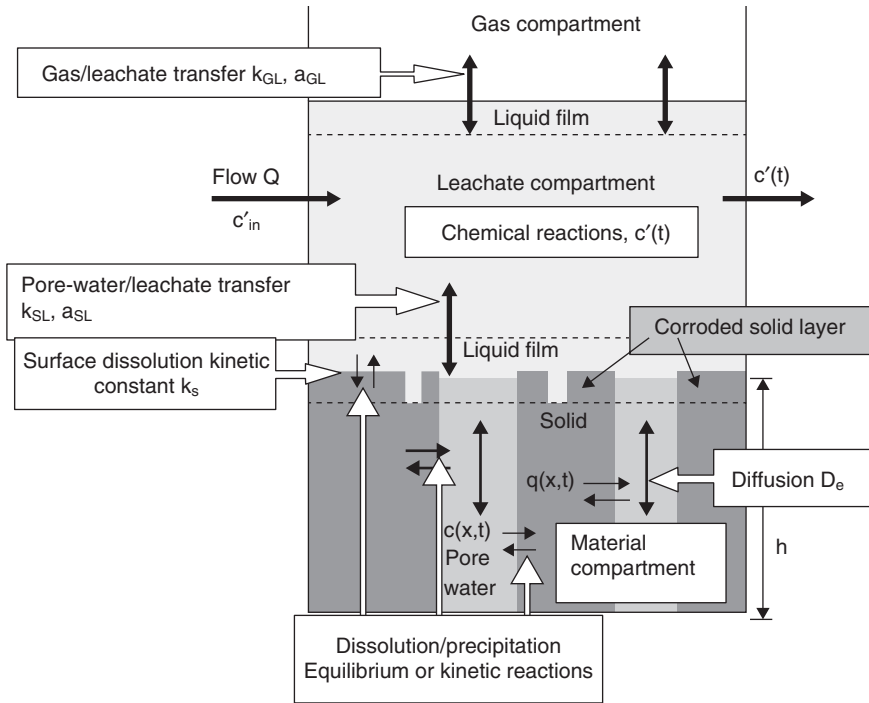 Gas compartment
Gas/leachate transfer k_GL, a_GL
Liquid film
Flow Q
c′_in
Leachate compartment
c′(t)
Chemical reactions, c′(t)
Pore-water/leachate transfer
k_SL, a_SL
Corroded solid layer
Liquid film
Surface dissolution kinetic
constant k_s
Solid
q(x,t)
Diffusion D_e
c(x,t)
Pore
water
Material
compartment
h
Dissolution/precipitation
Equilibrium or kinetic reactions